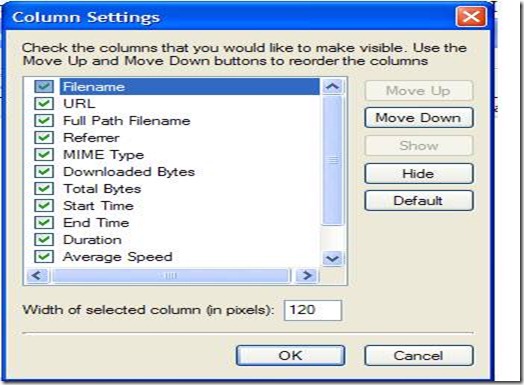 Column Settings
Check the columns that you would like to make visible. Use the
Move Up and Move Down buttons to reorder the columns
Filename
URL
Full Path Filename
Referrer
MIME Type
Downloaded Bytes
Total Bytes
Start Time
End Time
Duration
Average Speed
Move Up
Move Down
Show
Hide
Default
Width of selected column (in pixels): 120
OK
Cancel